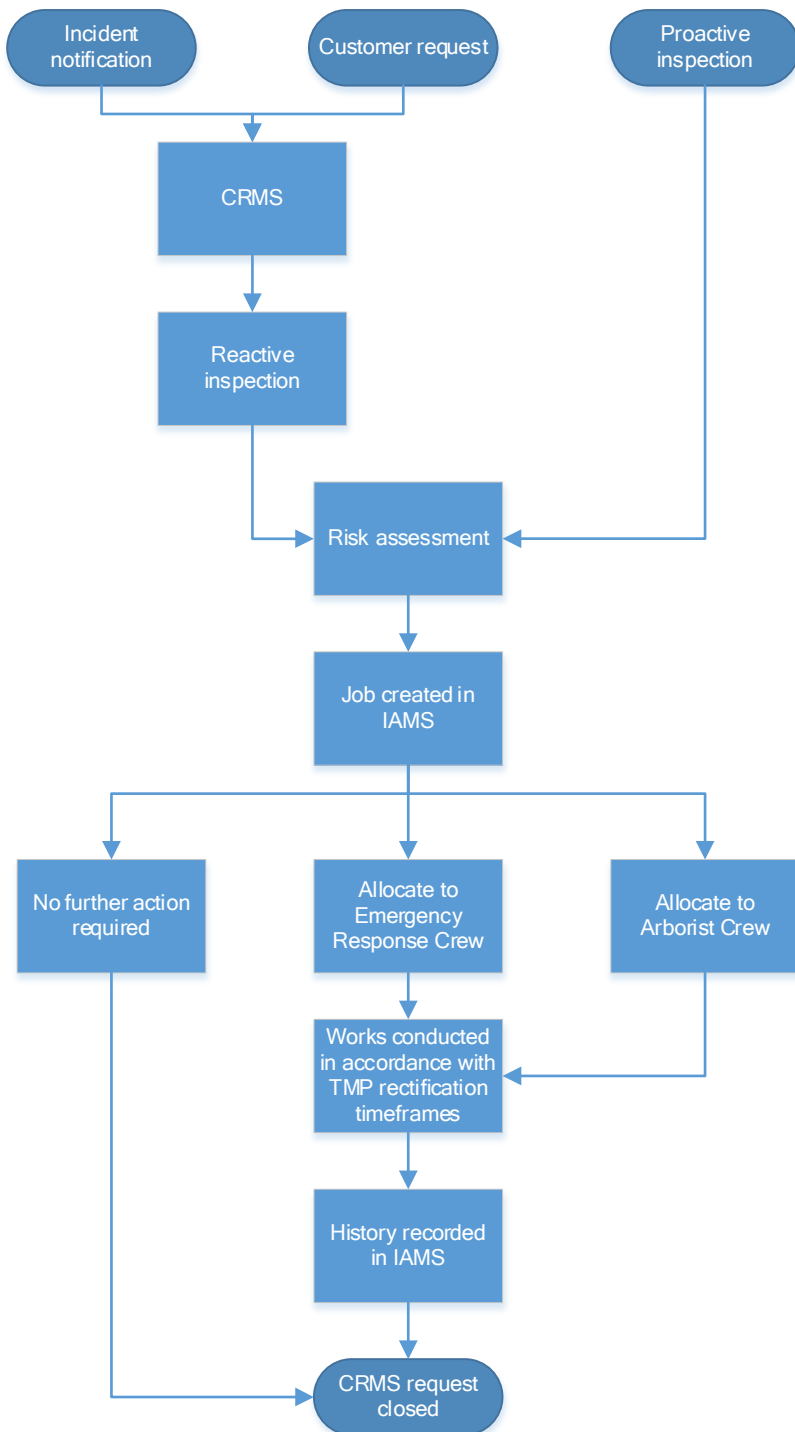 Incident
notification
Customer request
Proactive
inspection
CRMS
Reactive
inspection
Risk assessment
Job created in
IAMS
No further action
required
Allocate to
Emergency
Response Crew
Allocate to
Arborist Crew
Works conducted
in accordance with
TMP rectification
timeframes
History recorded
in IAMS
CRMS request
closed